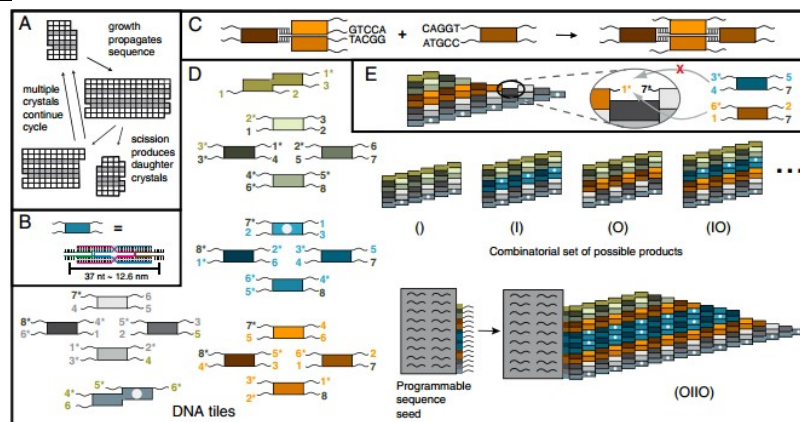 A
growth
propagates
sequence
multiple
crystals
continue
cycle
scission
produces
daughter
crystals
B
=
37 nt ~ 12.6 nm
C
GTCCA
TACGG
+
CAGGT
ATGCC
D
1*
3
1 2
2* 3
1 2
3* 1* 2* 6
3* 4 5 7
4* 5*
6* 8
7* 1
2 2
8* 2* 3* 5
1* 6 4 7
6* 4*
5* 8
7* 4
5 6
8* 5* 6* 2
4* 3 1 7
3* 1*
2* 8
7* 6
4 5
8* 4* 5* 3
6* 1 2 5
1* 2*
3* 4
5* 6*
4*
6
DNA tiles
E
1* 7*
X
3* 5
4 7
6* 2
1 7
() (I) (O) (IO)
...
Combinatorial set of possible products
Programmable
sequence
seed
(OIIO)